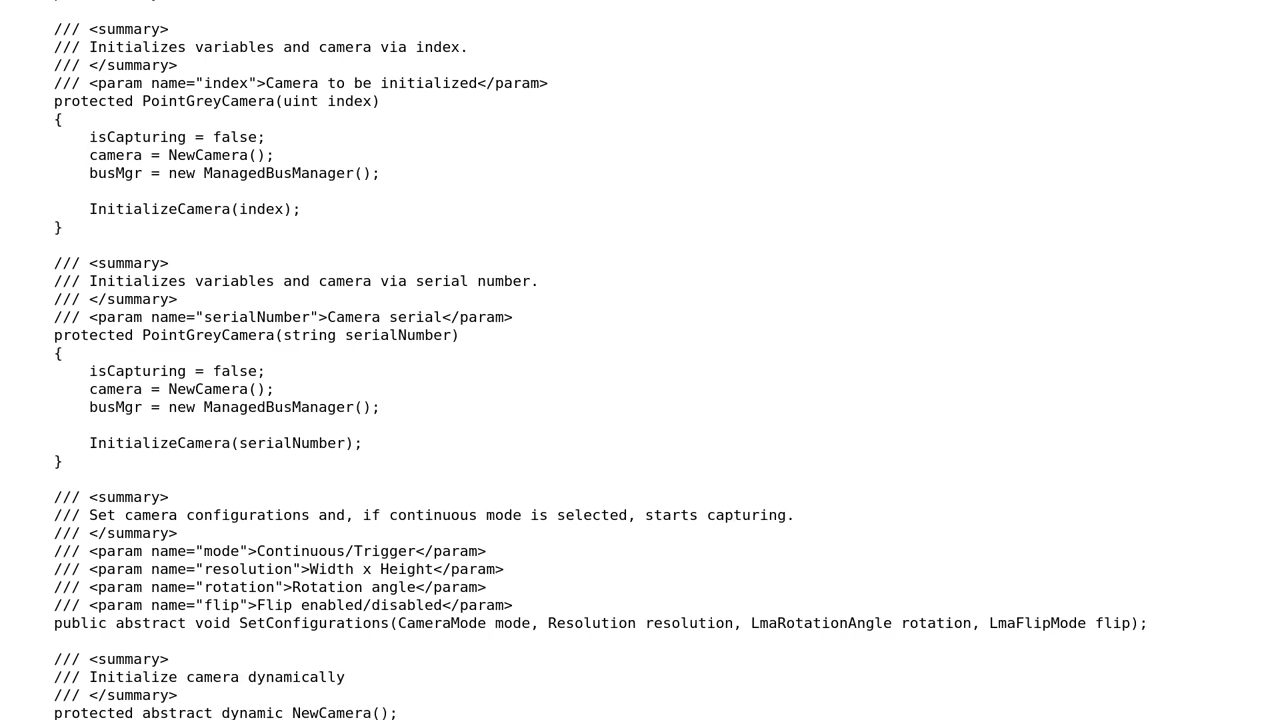 /// <summary>
/// Initializes variables and camera via index.
/// </summary>
/// <param name="index">Camera to be initialized</param>
protected PointGreyCamera(uint index)
{
isCapturing = false;
camera = NewCamera();
busMgr = new ManagedBusManager();
InitializeCamera(index);
}
/// <summary>
/// Initializes variables and camera via serial number.
/// </summary>
/// <param name="serialNumber">Camera serial</param>
protected PointGreyCamera(string serialNumber)
{
isCapturing = false;
camera = NewCamera();
busMgr = new ManagedBusManager();
InitializeCamera(serialNumber);
}
/// <summary>
/// Set camera configurations and, if continuous mode is selected, starts capturing.
/// </summary>
/// <param name="mode">Continuous/Trigger</param>
/// <param name="resolution">Width x Height</param>
/// <param name="rotation">Rotation angle</param>
/// <param name="flip">Flip enabled/disabled</param>
public abstract void SetConfigurations(CameraMode mode, Resolution resolution, LmaRotationAngle rotation, LmaFlipMode flip);
/// <summary>
/// Initialize camera dynamically
/// </summary>
protected abstract dynamic NewCamera();